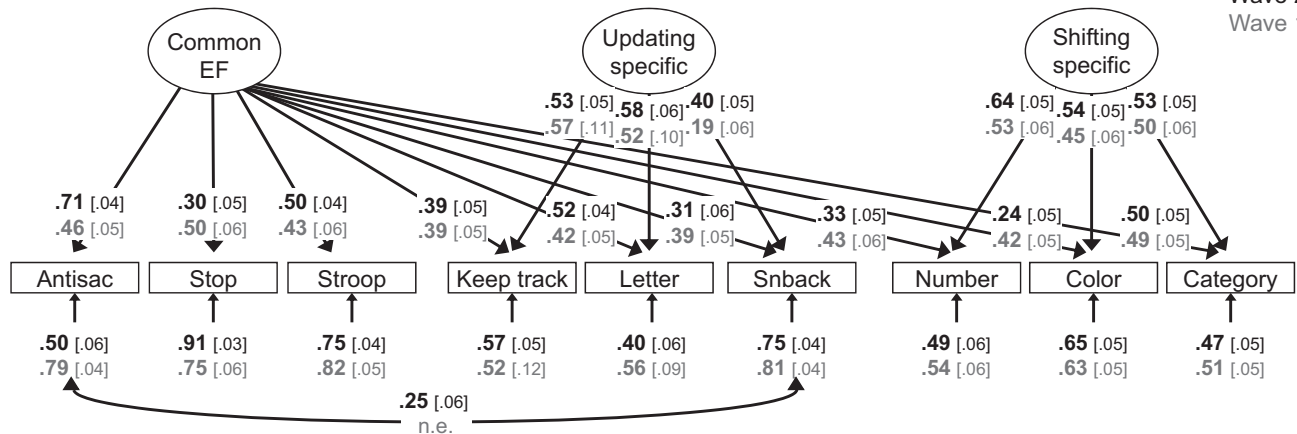 Wave 1
Common
EF
Updating
specific
Shifting
specific
.53 [.05] .58 [.06] .40 [.05]
.57 [.11] .52 [.10] .19 [.06]
.64 [.05] .54 [.05] .53 [.05]
.53 [.06] .45 [.06] .50 [.06]
.71 [.04] .30 [.05] .50 [.04] .39 [.05] .52 [.04] .31 [.06] .33 [.05] .24 [.05] .50 [.05]
.46 [.05] .50 [.06] .43 [.06] .39 [.05] .42 [.05] .39 [.05] .43 [.06] .42 [.05] .49 [.05]
Antisac Stop Stroop Keep track Letter Snback Number Color Category
.50 [.06] .91 [.03] .75 [.04] .57 [.05] .40 [.06] .75 [.04] .49 [.06] .65 [.05] .47 [.05]
.79 [.04] .75 [.06] .82 [.05] .52 [.12] .56 [.09] .81 [.04] .54 [.06] .63 [.05] .51 [.05]
.25 [.06]
n.e.